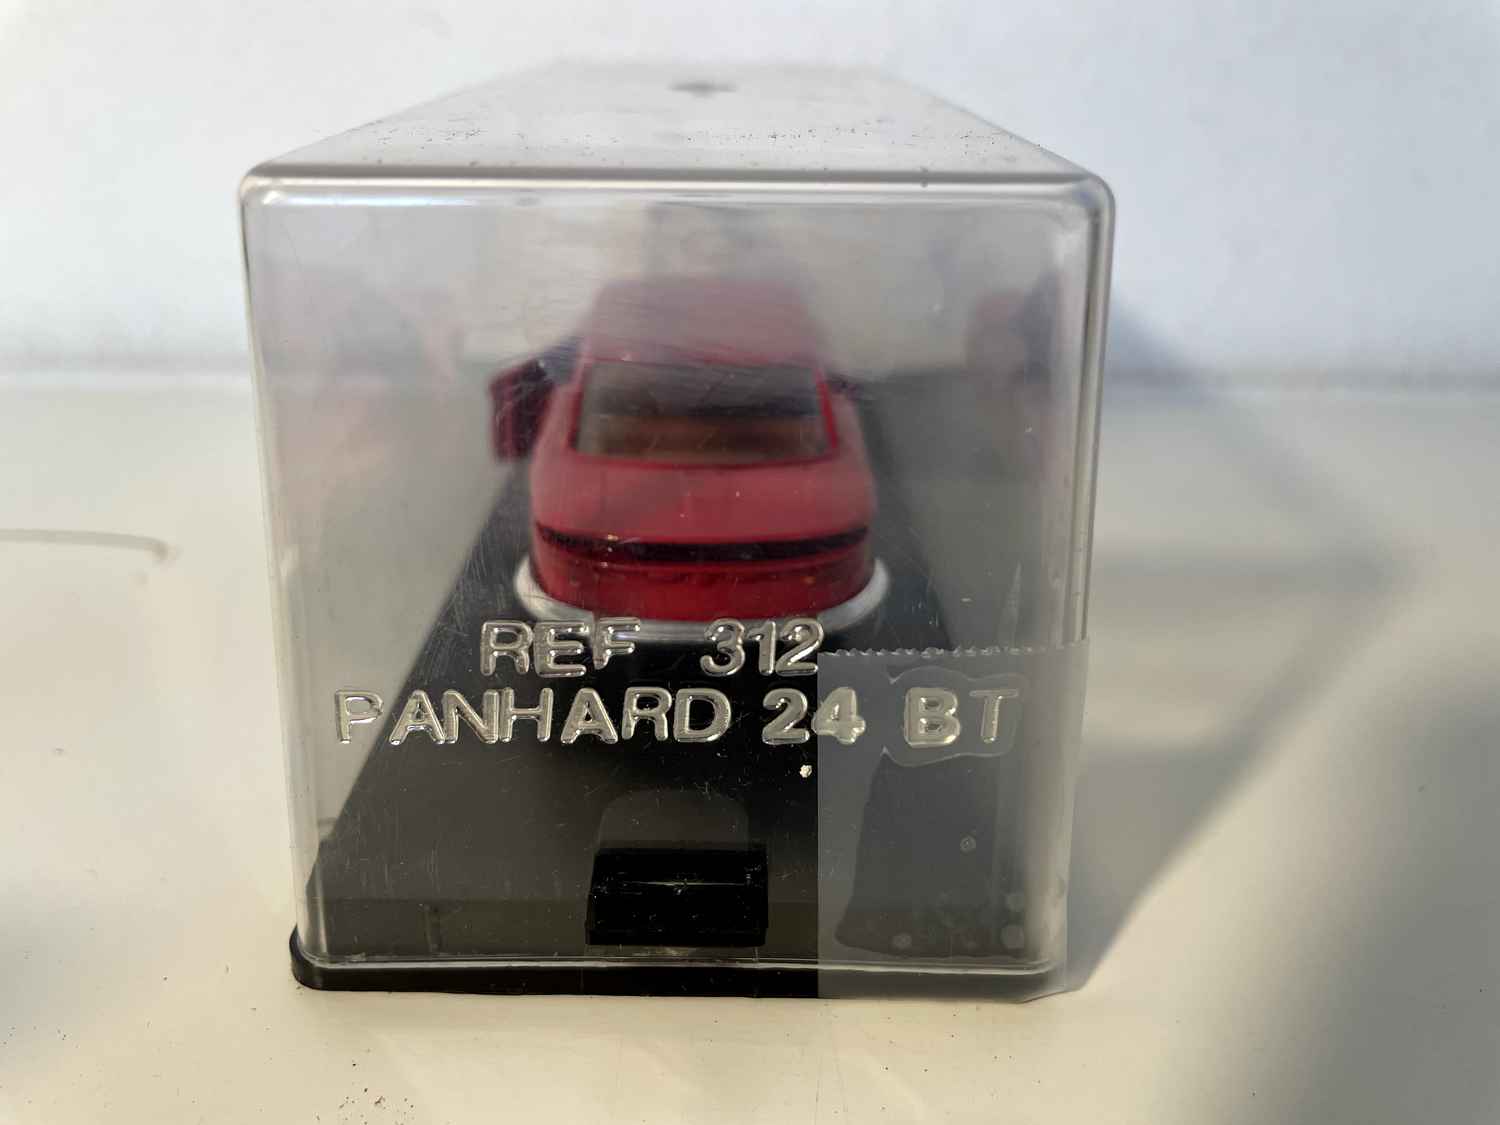 REF 312
PANHARD 24 BT